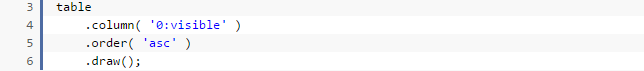 3 table
4 .column( '0:visible' )
5 .order( 'asc' )
6 .draw();